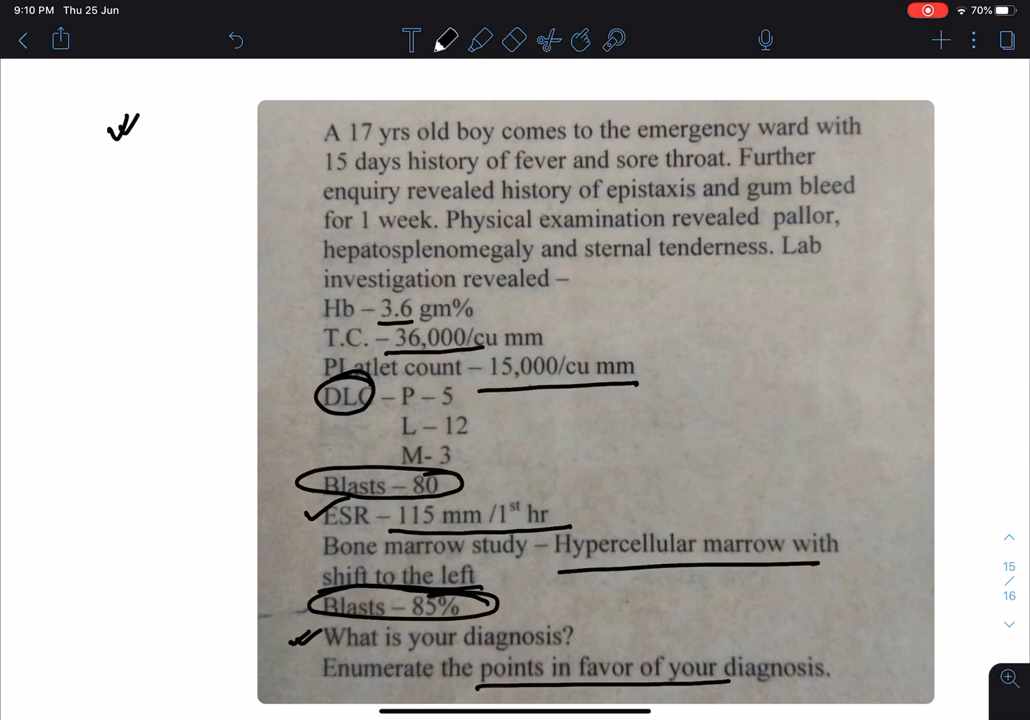 9:10 PM Thu 25 Jun
70%
T
A 17 yrs old boy comes to the emergency ward with
15 days history of fever and sore throat. Further
enquiry revealed history of epistaxis and gum bleed
for 1 week. Physical examination revealed pallor,
hepatosplenomegaly and sternal tenderness. Lab
investigation revealed –
Hb – 3.6 gm%
T.C. – 36,000/cu mm
PLatlet count – 15,000/cu mm
DLC – P – 5
L – 12
M- 3
Blasts – 80
ESR – 115 mm /1st hr
Bone marrow study – Hypercellular marrow with
shift to the left
Blasts – 85%
What is your diagnosis?
Enumerate the points in favor of your diagnosis.
15
/
16